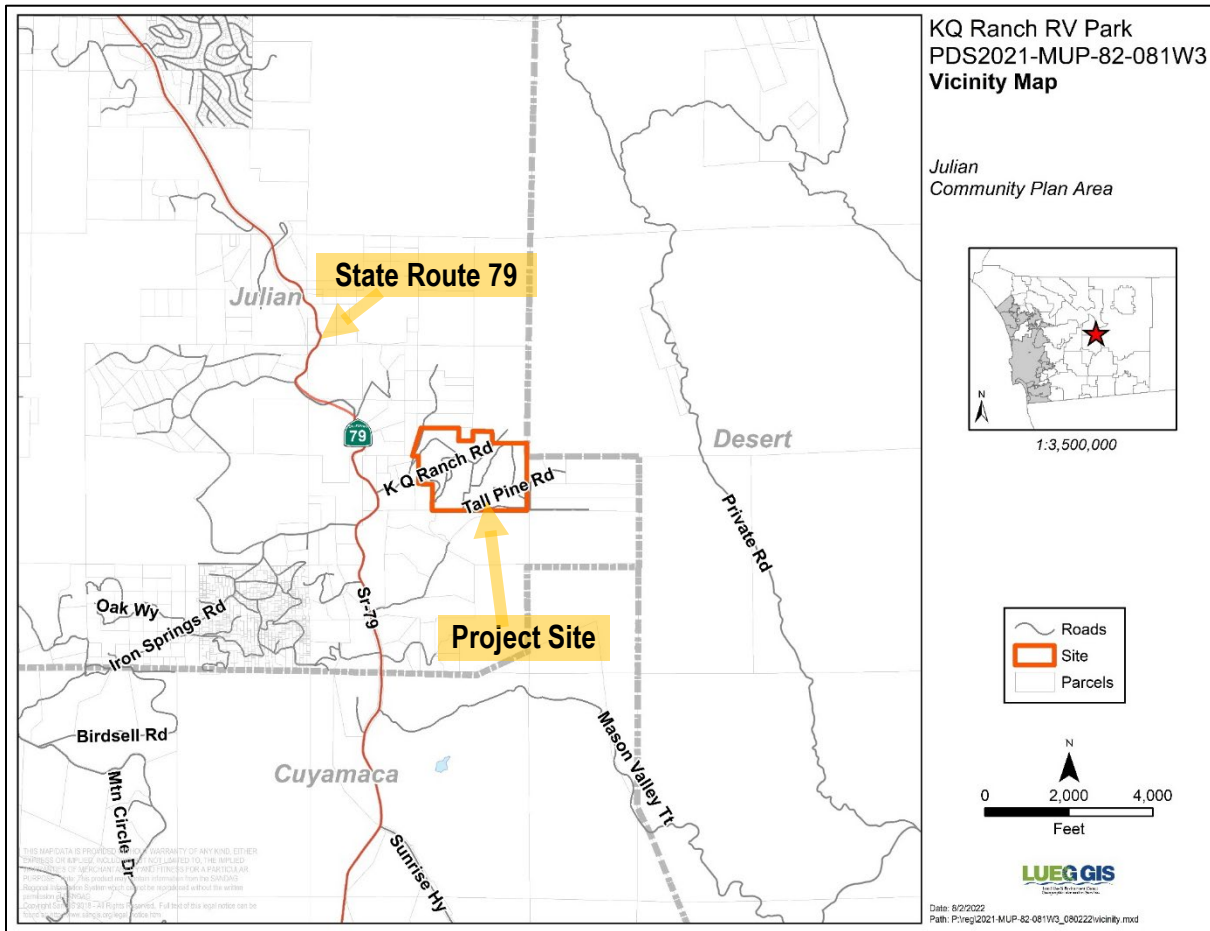 KQ Ranch RV Park
PDS2021-MUP-82-081W3
Vicinity Map
Julian
Community Plan Area
State Route 79
Julian
79
K Q Ranch Rd
Tall Pine Rd
Desert
Private Rd
Oak Wy
Iron Springs Rd
Sr-79
Project Site
Birdsell Rd
Mtn Circle Dr
Cuyamaca
Mason Valley Tt
Sunrise Hy
N
1:3,500,000
Roads
Site
Parcels
N
0 2,000 4,000
Feet
LUEG GIS
Date: 8/2/2022
Path: P:\reg\2021-MUP-82-081W3_080222\vicinity.mxd